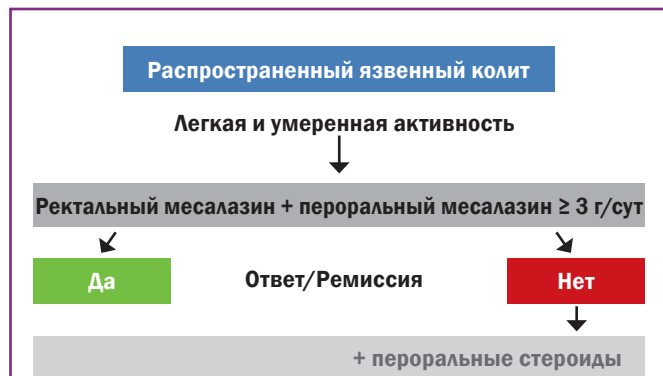 Распространенный язвенный колит
Легкая и умеренная активность
Ректальный месалазин + пероральный месалазин ≥ 3 г/сут
Да Ответ/Ремиссия Нет
+ пероральные стероиды